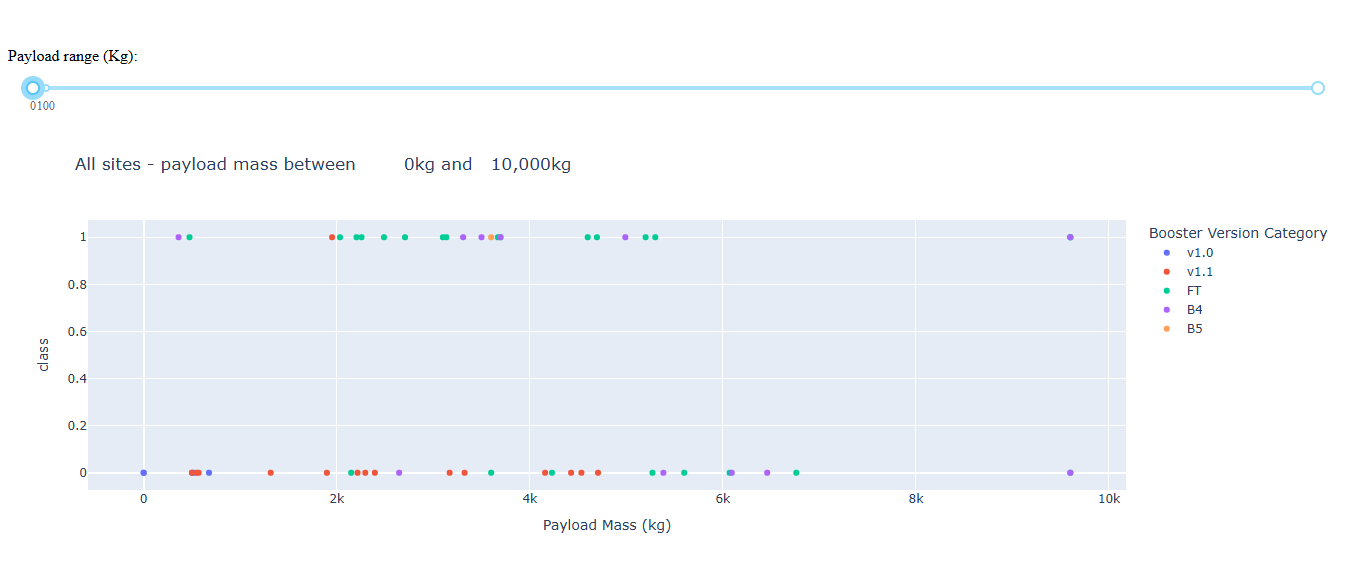 Payload range (Kg):
0100
All sites - payload mass between 0kg and 10,000kg
1
0.8
0.6
0.4
0.2
0
class
0 2k 4k 6k 8k 10k
Payload Mass (kg)
Booster Version Category
v1.0
v1.1
FT
B4
B5